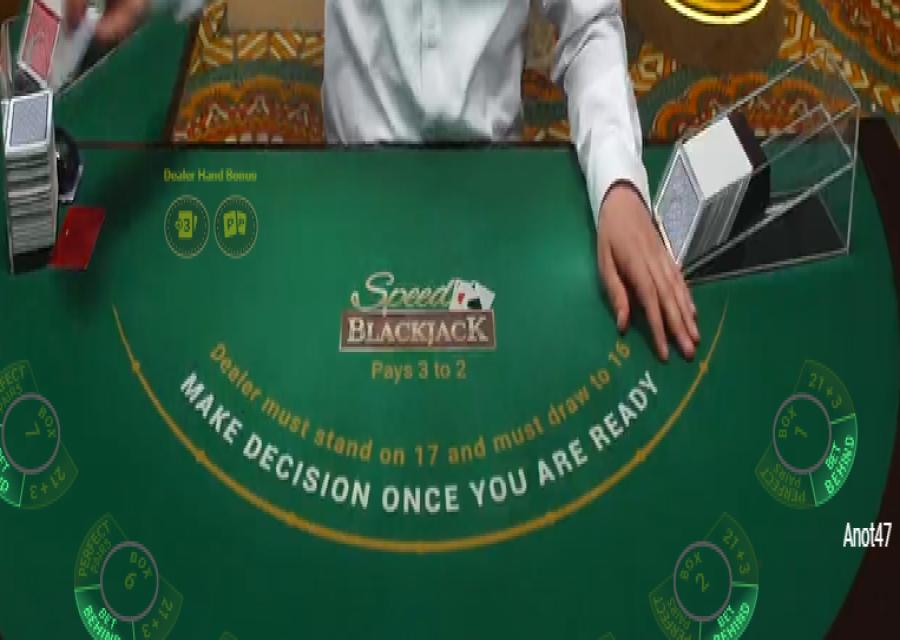 Dealer Hand Bonus
Speed
BLACKJACK
Pays 3 to 2
Dealer must stand on 17 and must draw to 16
MAKE DECISION ONCE YOU ARE READY
PERFECT
BOX
7
BET
21+3
21+3
BOX
BET BEHIND
PERFECT PAIRS
Anot47
PERFECT PAIRS
BOX
6
BET BEHIND
21+3
21+3
BOX
2
BET BEHIND
PERFECT PAIRS